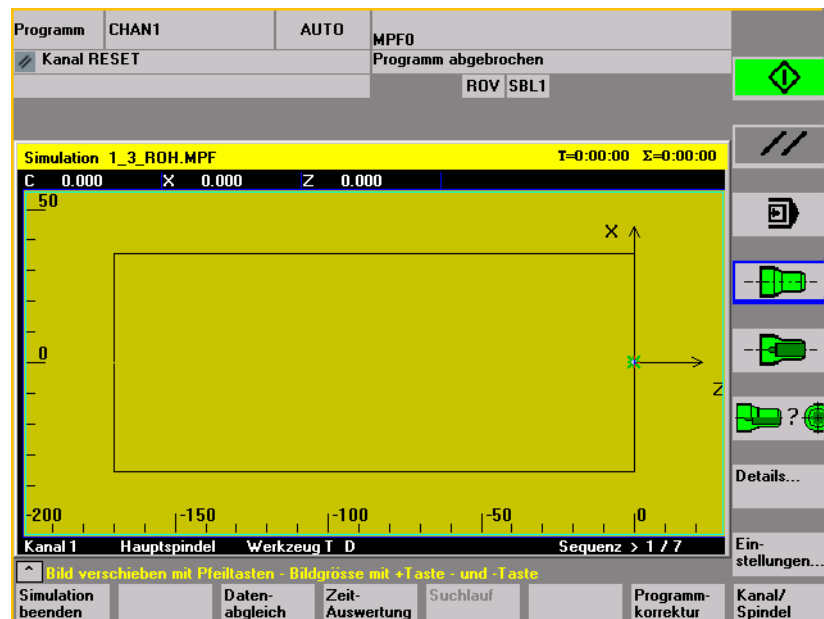 Programm CHAN1 AUTO MPF0
Kanal RESET Programm abgebrochen
ROV SBL1
Simulation 1_3_ROH.MPF T=0:00:00 Σ=0:00:00
C 0.000 X 0.000 Z 0.000
50
X
0
Z
?
Details...
-200 -150 -100 -50 0
Kanal 1 Hauptspindel Werkzeug T D Sequenz > 1 / 7
Ein-
stellungen...
^ Bild verschieben mit Pfeiltasten - Bildgrösse mit +Taste - und -Taste
Simulation
beenden
Daten-
abgleich
Zeit-
Auswertung
Suchlauf
Programm-
korrektur
Kanal/
Spindel